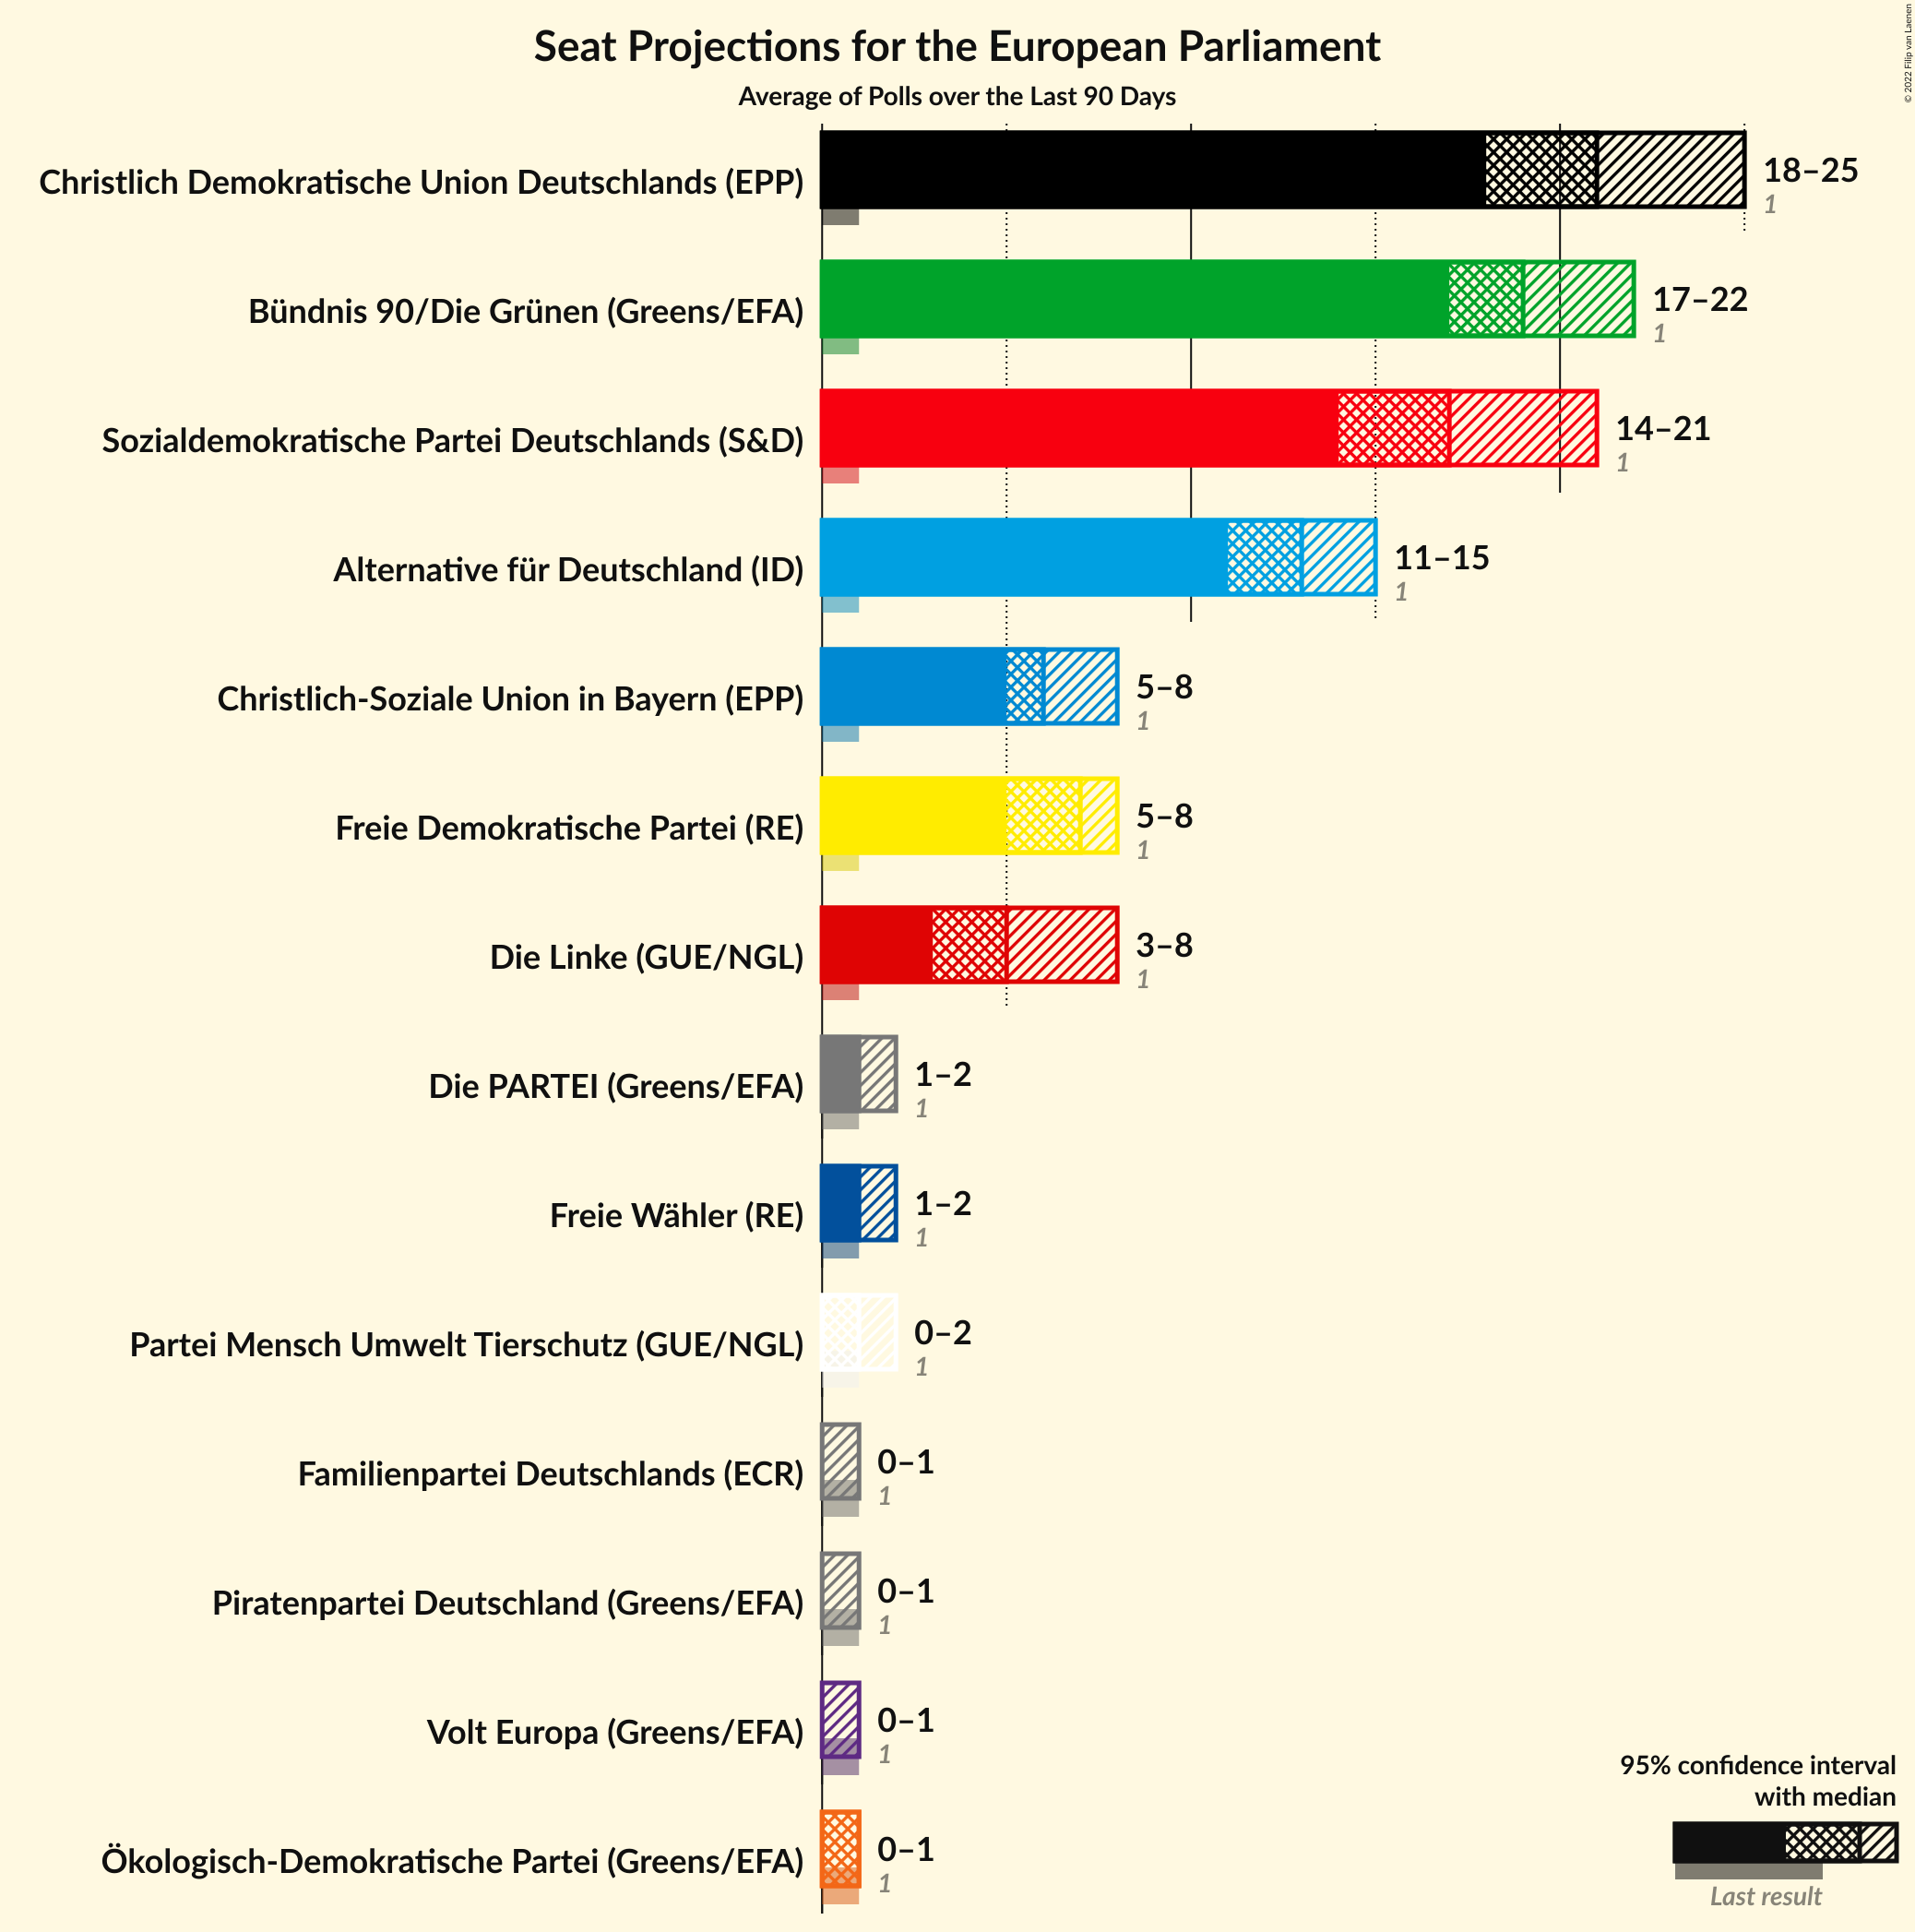 Seat Projections for the European Parliament
Average of Polls over the Last 90 Days
© 2022 Filip van Laenen
Christlich Demokratische Union Deutschlands (EPP)
18–25
1
Bündnis 90/Die Grünen (Greens/EFA)
17–22
1
Sozialdemokratische Partei Deutschlands (S&D)
14–21
1
Alternative für Deutschland (ID)
11–15
1
Christlich-Soziale Union in Bayern (EPP)
5–8
1
Freie Demokratische Partei (RE)
5–8
1
Die Linke (GUE/NGL)
3–8
1
Die PARTEI (Greens/EFA)
1–2
1
Freie Wähler (RE)
1–2
1
Partei Mensch Umwelt Tierschutz (GUE/NGL)
0–2
1
Familienpartei Deutschlands (ECR)
0–1
1
Piratenpartei Deutschland (Greens/EFA)
0–1
1
Volt Europa (Greens/EFA)
0–1
1
Ökologisch-Demokratische Partei (Greens/EFA)
0–1
1
95% confidence interval
with median
Last result